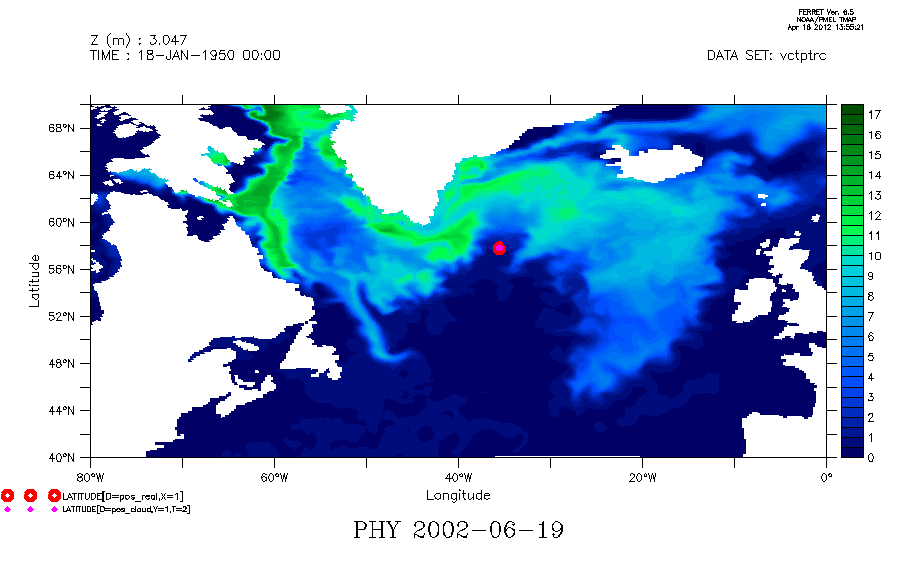 FERRET Ver. 6.5
NOAA/PMEL TMAP
Apr 16 2012 13:55:21
Z (m) : 3.047
TIME : 18-JAN-1950 00:00
DATA SET: vctptrc
68°N
64°N
60°N
56°N
52°N
48°N
44°N
40°N
Latitude
80°W
60°W
40°W
20°W
0°
Longitude
17
16
15
14
13
12
11
10
9
8
7
6
5
4
3
2
1
0
LATITUDE[D=pos_real,X=1]
LATITUDE[D=pos_cloud,Y=1,T=2]
PHY 2002-06-19